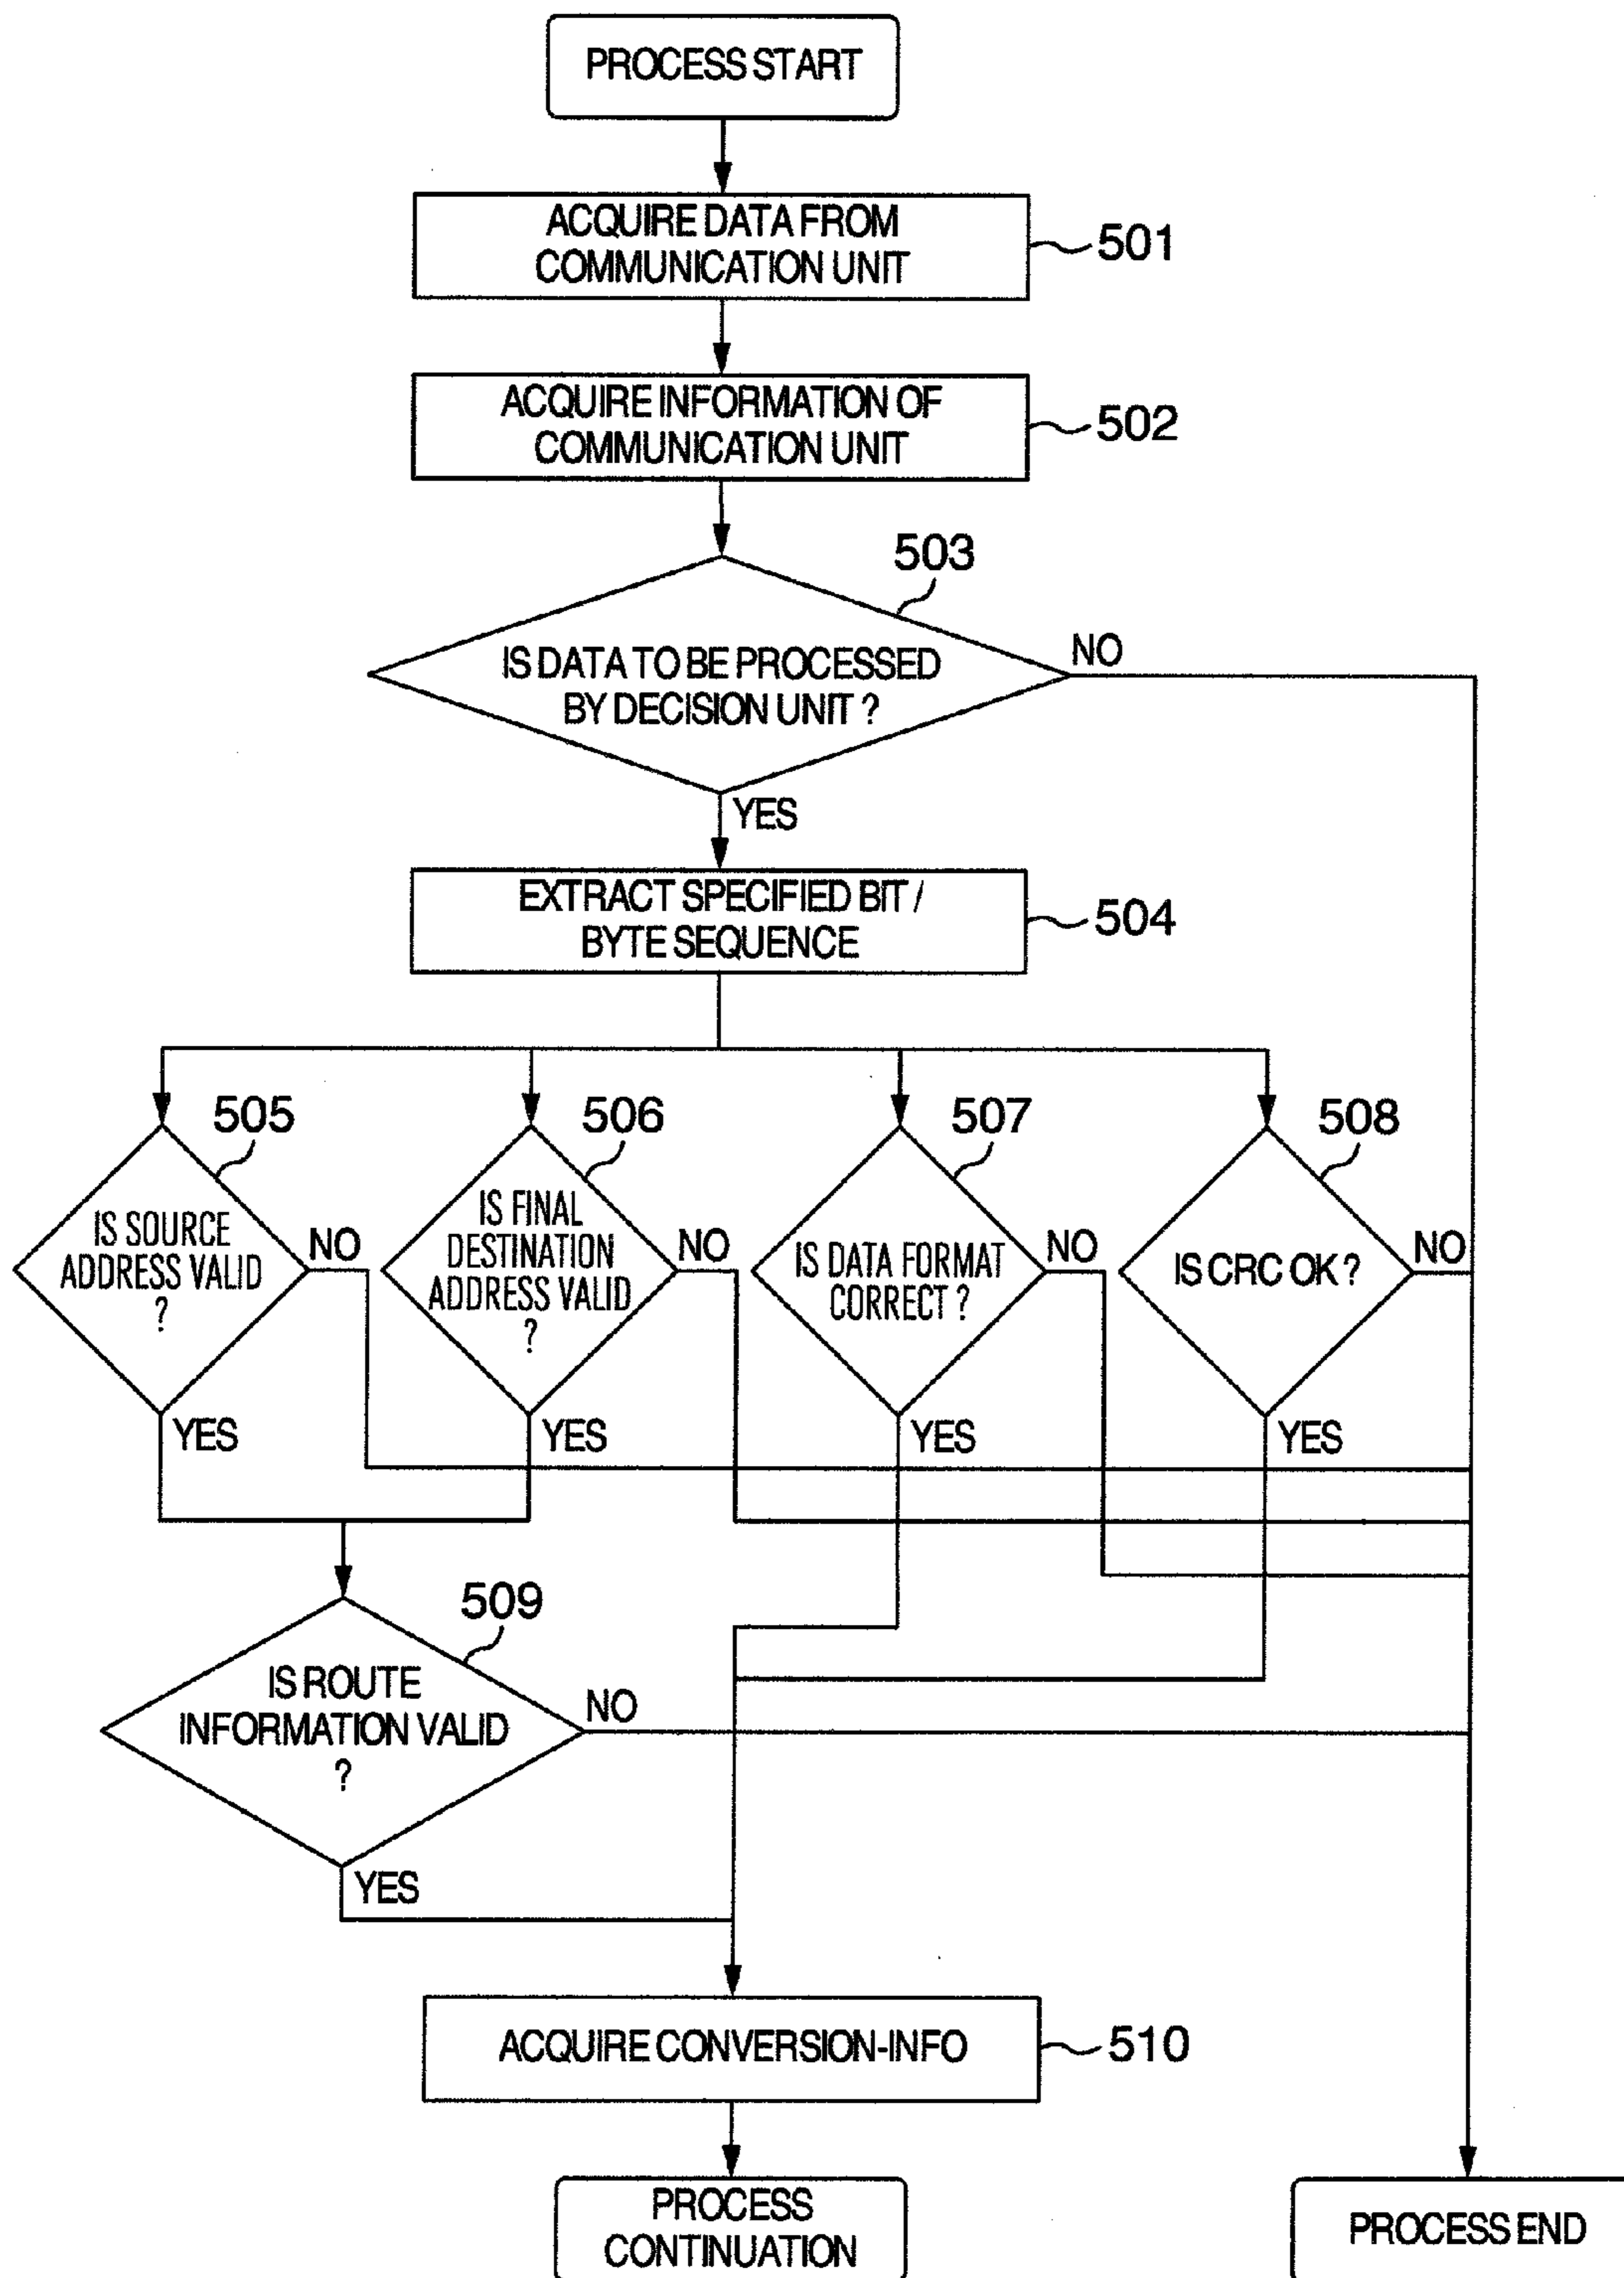 PROCESS START
ACQUIRE DATA FROM
COMMUNICATION UNIT
501
ACQUIRE INFORMATION OF
COMMUNICATION UNIT
502
503
IS DATA TO BE PROCESSED
BY DECISION UNIT ?
NO
YES
EXTRACT SPECIFIED BIT /
BYTE SEQUENCE
504
505
IS SOURCE
ADDRESS VALID
?
NO
YES
506
IS FINAL
DESTINATION
ADDRESS VALID
?
NO
YES
507
IS DATA FORMAT
CORRECT ?
NO
YES
508
IS CRC OK ?
NO
YES
509
IS ROUTE
INFORMATION VALID
?
NO
YES
ACQUIRE CONVERSION-INFO
510
PROCESS
CONTINUATION
PROCESS END